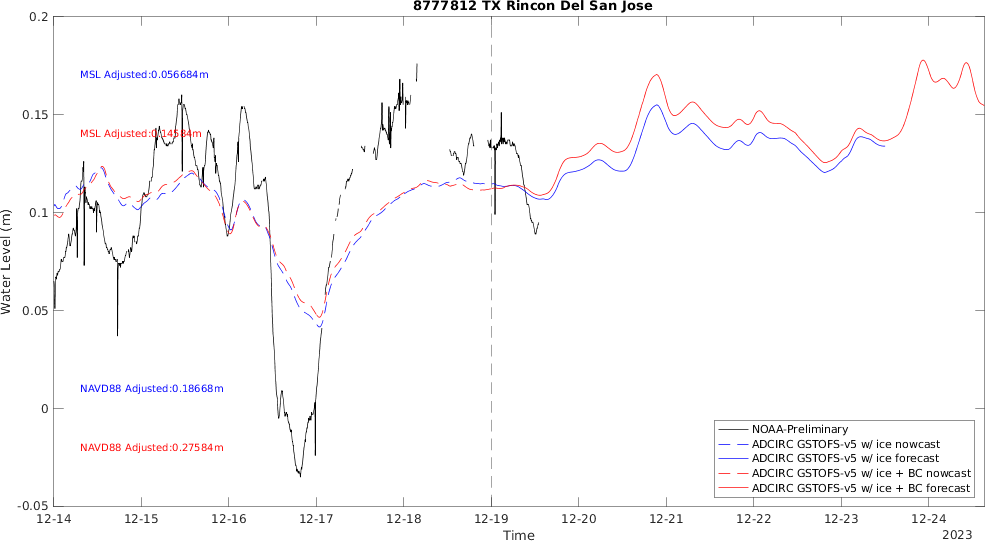 8777812 TX Rincon Del San Jose
0.2
0.15
0.1
0.05
0
-0.05
Water Level (m)
MSL Adjusted:0.056684m
MSL Adjusted:0.14584m
NAVD88 Adjusted:0.18668m
NAVD88 Adjusted:0.27584m
NOAA-Preliminary
ADCIRC GSTOFS-v5 w/ ice nowcast
ADCIRC GSTOFS-v5 w/ ice forecast
ADCIRC GSTOFS-v5 w/ ice + BC nowcast
ADCIRC GSTOFS-v5 w/ ice + BC forecast
12-14 12-15 12-16 12-17 12-18 12-19 12-20 12-21 12-22 12-23 12-24
Time
2023